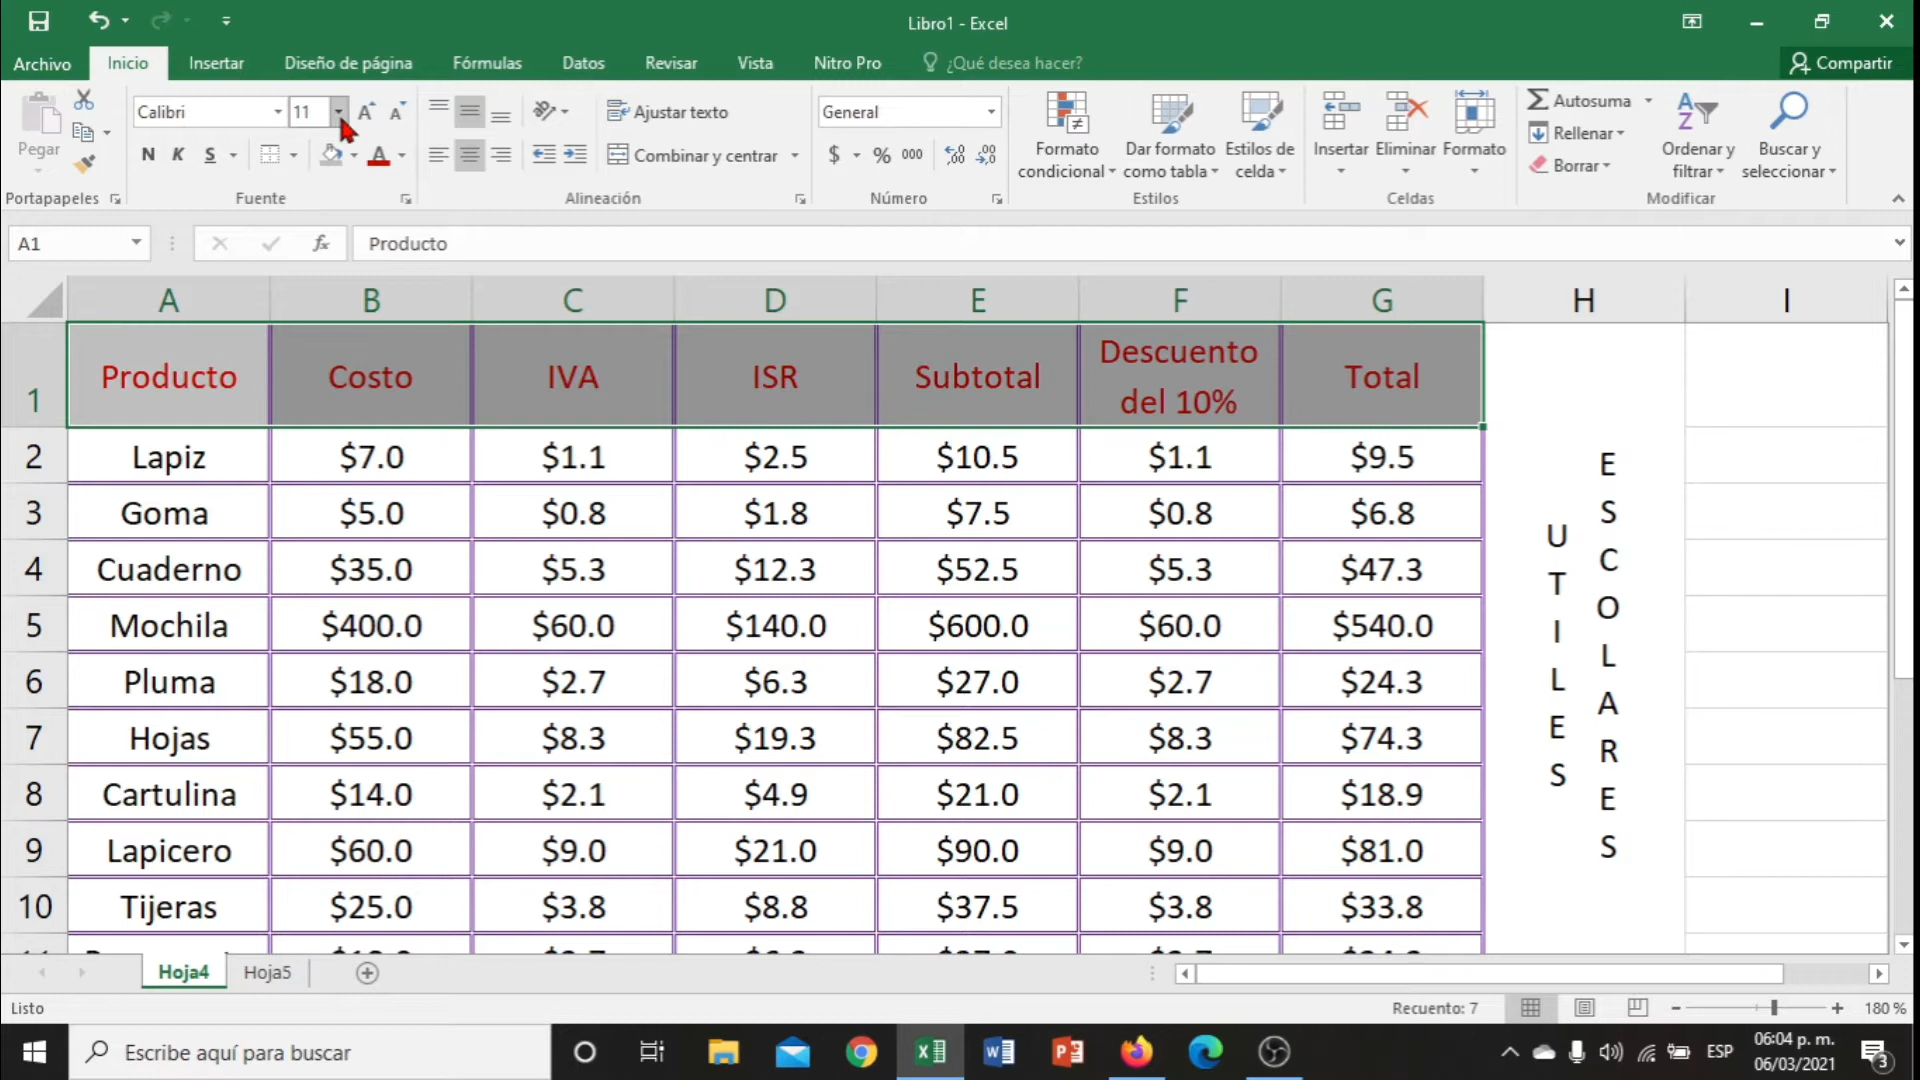 Libro1 - Excel
Archivo Inicio Insertar Diseño de página Fórmulas Datos Revisar Vista Nitro Pro ¿Qué desea hacer? Compartir
Pegar
Portapapeles
Calibri 11
N K S A
Fuente
Ajustar texto
Combinar y centrar
Alineación
General
$ % 000
Número
Formato condicional
Dar formato como tabla
Estilos de celda
Estilos
Insertar Eliminar Formato
Celdas
Autosuma
Rellenar
Borrar
Ordenar y filtrar
Buscar y seleccionar
Modificar
A1 fx Producto
A B C D E F G H I
1 Producto Costo IVA ISR Subtotal Descuento del 10% Total
2 Lapiz $7.0 $1.1 $2.5 $10.5 $1.1 $9.5
3 Goma $5.0 $0.8 $1.8 $7.5 $0.8 $6.8
4 Cuaderno $35.0 $5.3 $12.3 $52.5 $5.3 $47.3
5 Mochila $400.0 $60.0 $140.0 $600.0 $60.0 $540.0
6 Pluma $18.0 $2.7 $6.3 $27.0 $2.7 $24.3
7 Hojas $55.0 $8.3 $19.3 $82.5 $8.3 $74.3
8 Cartulina $14.0 $2.1 $4.9 $21.0 $2.1 $18.9
9 Lapicero $60.0 $9.0 $21.0 $90.0 $9.0 $81.0
10 Tijeras $25.0 $3.8 $8.8 $37.5 $3.8 $33.8
UTILES
ESCOLARES
Hoja4 Hoja5
Listo Recuento: 7 180 %
Escribe aquí para buscar
ESP
06:04 p. m.
06/03/2021
3